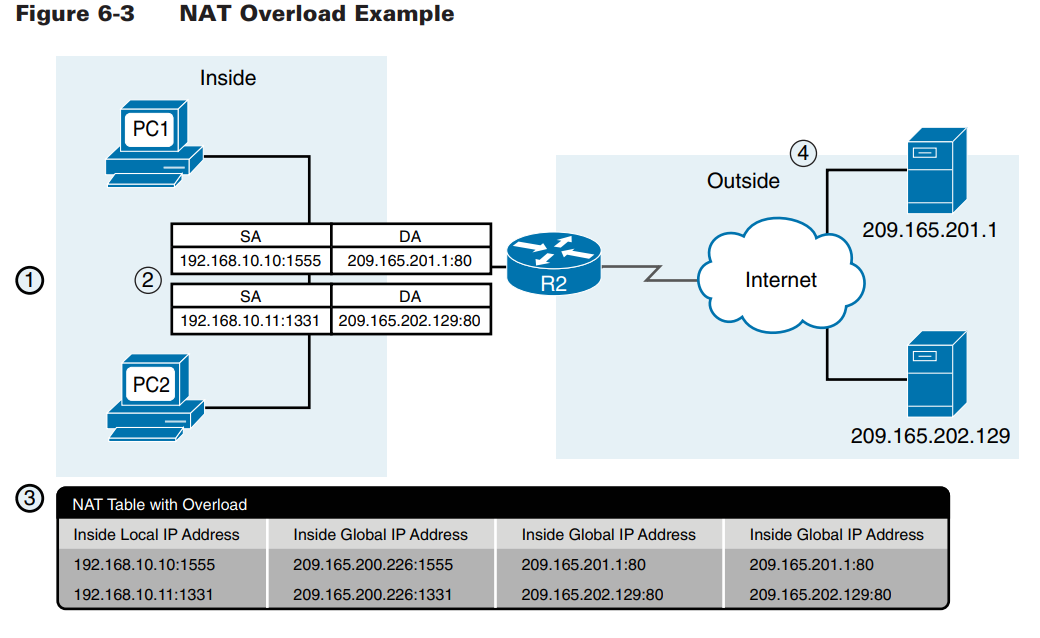 Figure 6-3 NAT Overload Example
Inside
PC1
4
Outside
SA DA
192.168.10.10:1555 209.165.201.1:80
209.165.201.1
1
2
R2
Internet
SA DA
192.168.10.11:1331 209.165.202.129:80
PC2
209.165.202.129
3
NAT Table with Overload
Inside Local IP Address Inside Global IP Address Inside Global IP Address Inside Global IP Address
192.168.10.10:1555 209.165.200.226:1555 209.165.201.1:80 209.165.201.1:80
192.168.10.11:1331 209.165.200.226:1331 209.165.202.129:80 209.165.202.129:80